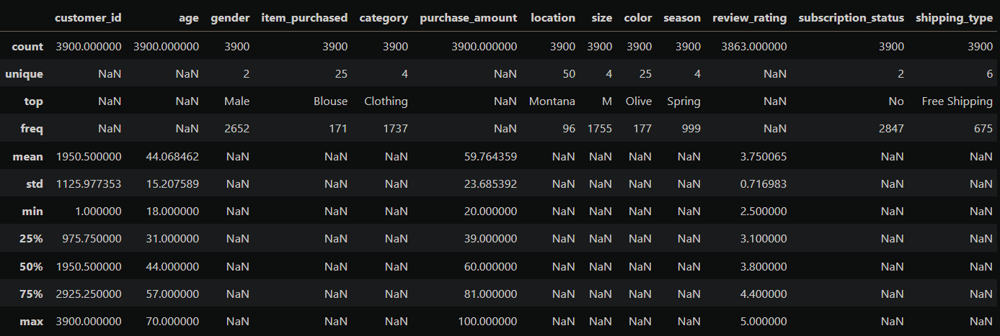 customer_id age gender item_purchased category purchase_amount location size color season review_rating subscription_status shipping_type
count 3900.000000 3900.000000 3900 3900 3900 3900.000000 3900 3900 3900 3900 3863.000000 3900 3900
unique NaN NaN 2 25 4 NaN 50 4 25 4 NaN 2 6
top NaN NaN Male Blouse Clothing NaN Montana M Olive Spring NaN No Free Shipping
freq NaN NaN 2652 171 1737 NaN 96 1755 177 999 NaN 2847 675
mean 1950.500000 44.068462 NaN NaN NaN 59.764359 NaN NaN NaN NaN 3.750065 NaN NaN
std 1125.977353 15.207589 NaN NaN NaN 23.685392 NaN NaN NaN NaN 0.716983 NaN NaN
min 1.000000 18.000000 NaN NaN NaN 20.000000 NaN NaN NaN NaN 2.500000 NaN NaN
25% 975.750000 31.000000 NaN NaN NaN 39.000000 NaN NaN NaN NaN 3.100000 NaN NaN
50% 1950.500000 44.000000 NaN NaN NaN 60.000000 NaN NaN NaN NaN 3.800000 NaN NaN
75% 2925.250000 57.000000 NaN NaN NaN 81.000000 NaN NaN NaN NaN 4.400000 NaN NaN
max 3900.000000 70.000000 NaN NaN NaN 100.000000 NaN NaN NaN NaN 5.000000 NaN NaN